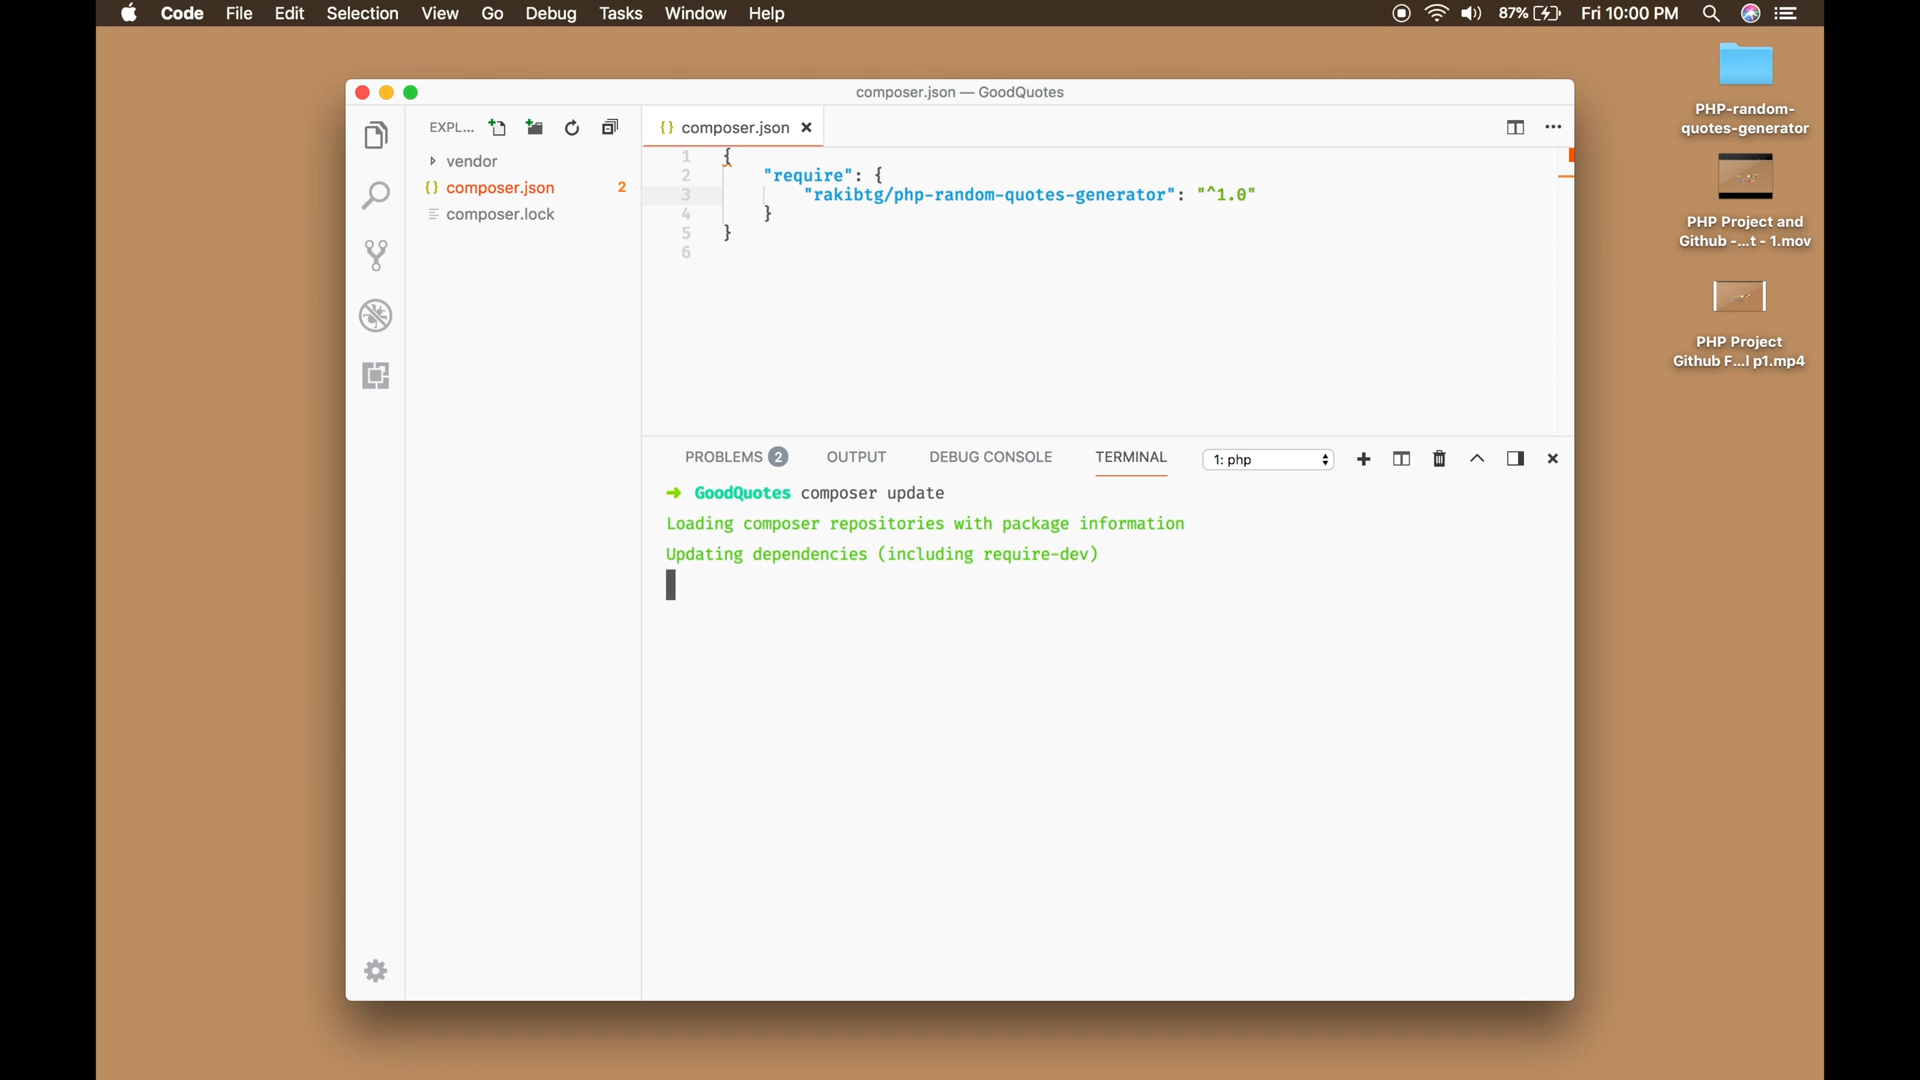 Code File Edit Selection View Go Debug Tasks Window Help 87% Fri 10:00 PM
composer.json — GoodQuotes
PHP-random-
quotes-generator
PHP Project and
Github -...t - 1.mov
PHP Project
Github F...l p1.mp4
EXPL...
vendor
{} composer.json 2
composer.lock
{} composer.json
1 {
2 "require": {
3 "rakibtg/php-random-quotes-generator": "^1.0"
4 }
5 }
6
PROBLEMS 2 OUTPUT DEBUG CONSOLE TERMINAL 1: php
➜ GoodQuotes composer update
Loading composer repositories with package information
Updating dependencies (including require-dev)